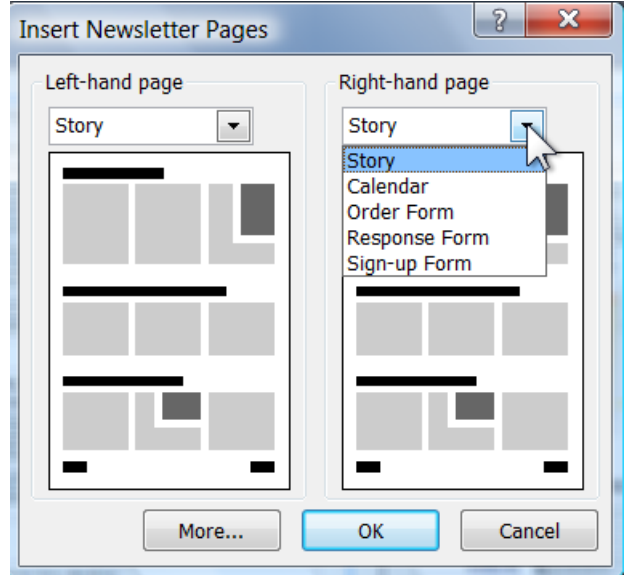 Insert Newsletter Pages
?
X
Left-hand page
Story
Right-hand page
Story
Story
Calendar
Order Form
Response Form
Sign-up Form
More...
OK
Cancel